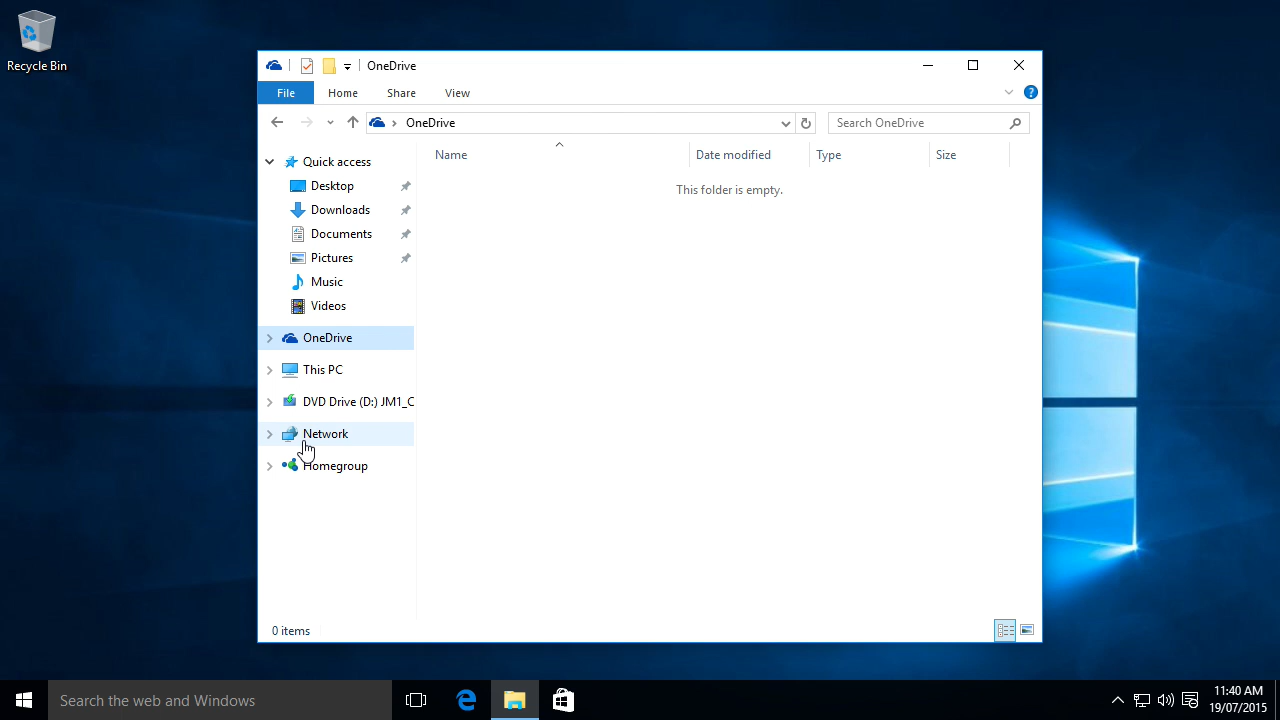 Recycle Bin
OneDrive
File Home Share View
OneDrive
Search OneDrive
Name Date modified Type Size
This folder is empty.
Quick access
Desktop
Downloads
Documents
Pictures
Music
Videos
OneDrive
This PC
DVD Drive (D:) JM1_C
Network
Homegroup
0 items
Search the web and Windows
11:40 AM
19/07/2015